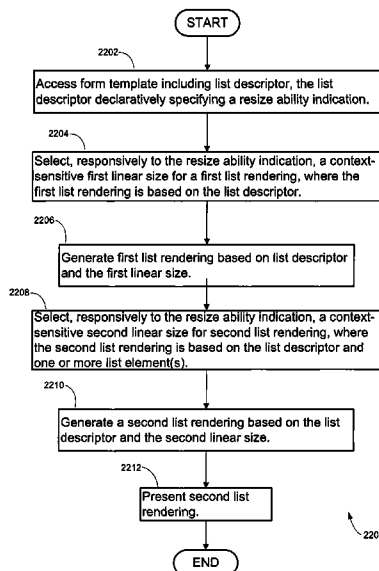 START
2202
Access form template including list descriptor, the list
descriptor declaratively specifying a resize ability indication.
2204
Select, responsively to the resize ability indication, a context-
sensitive first linear size for a first list rendering, where the
first list rendering is based on the list descriptor.
2206
Generate first list rendering based on list descriptor
and the first linear size.
2208
Select, responsively to the resize ability indication, a context-
sensitive second linear size for second list rendering, where
the second list rendering is based on the list descriptor and
one or more list element(s).
2210
Generate a second list rendering based on the list
descriptor and the second linear size.
2212
Present second list
rendering.
END